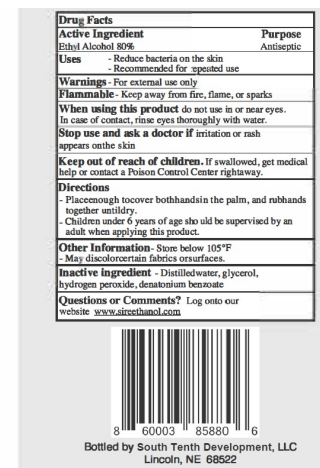 Drug Facts
Active Ingredient Purpose
Ethyl Alcohol 80% Antiseptic
Uses - Reduce bacteria on the skin
- Recommended for repeated use
Warnings - For external use only
Flammable - Keep away from fire, flame, or sparks
When using this product do not use in or near eyes.
In case of contact, rinse eyes thoroughly with water.
Stop use and ask a doctor if irritation or rash
appears onthe skin
Keep out of reach of children. If swallowed, get medical
help or contact a Poison Control Center rightaway.
Directions
- Placeenough tocover bothhandsin the palm, and rubhands
together untildry.
- Children under 6 years of age sho uld be supervised by an
adult when applying this product.
Other Information - Store below 105°F
- May discolorcertain fabrics orsurfaces.
Inactive ingredient - Distilledwater, glycerol,
hydrogen peroxide, denatonium benzoate
Questions or Comments? Log onto our
website www.sireethanol.com
8 60003 85880 6
Bottled by South Tenth Development, LLC
Lincoln, NE 68522